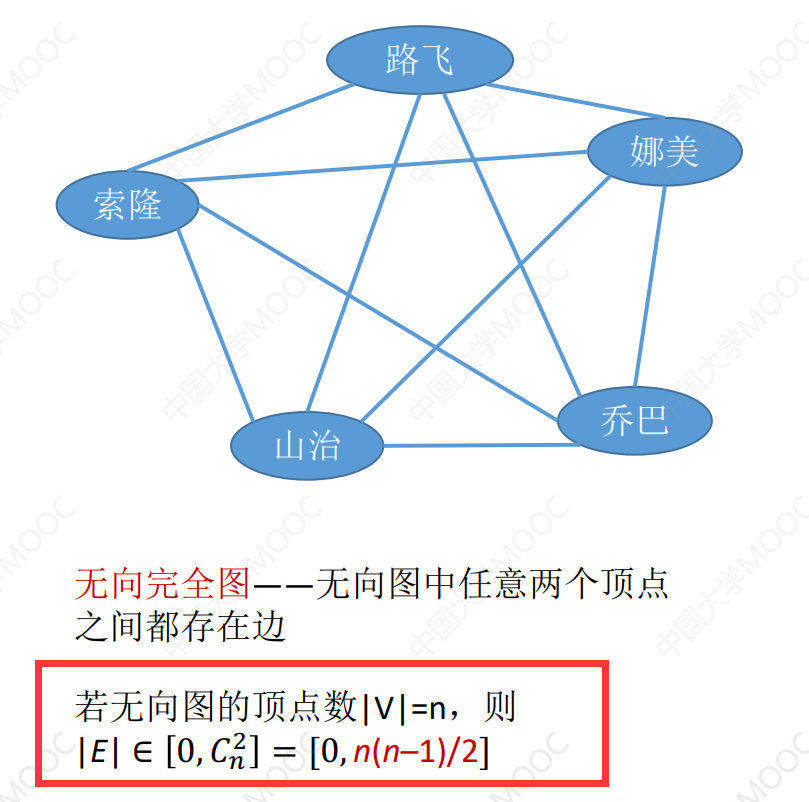 路飞
娜美
索隆
山治
乔巴
无向完全图——无向图中任意两个顶点
之间都存在边
若无向图的顶点数|V|=n，则
|E| ∈ [0, C_n^2] = [0, n(n–1)/2]
中国大学MOOC